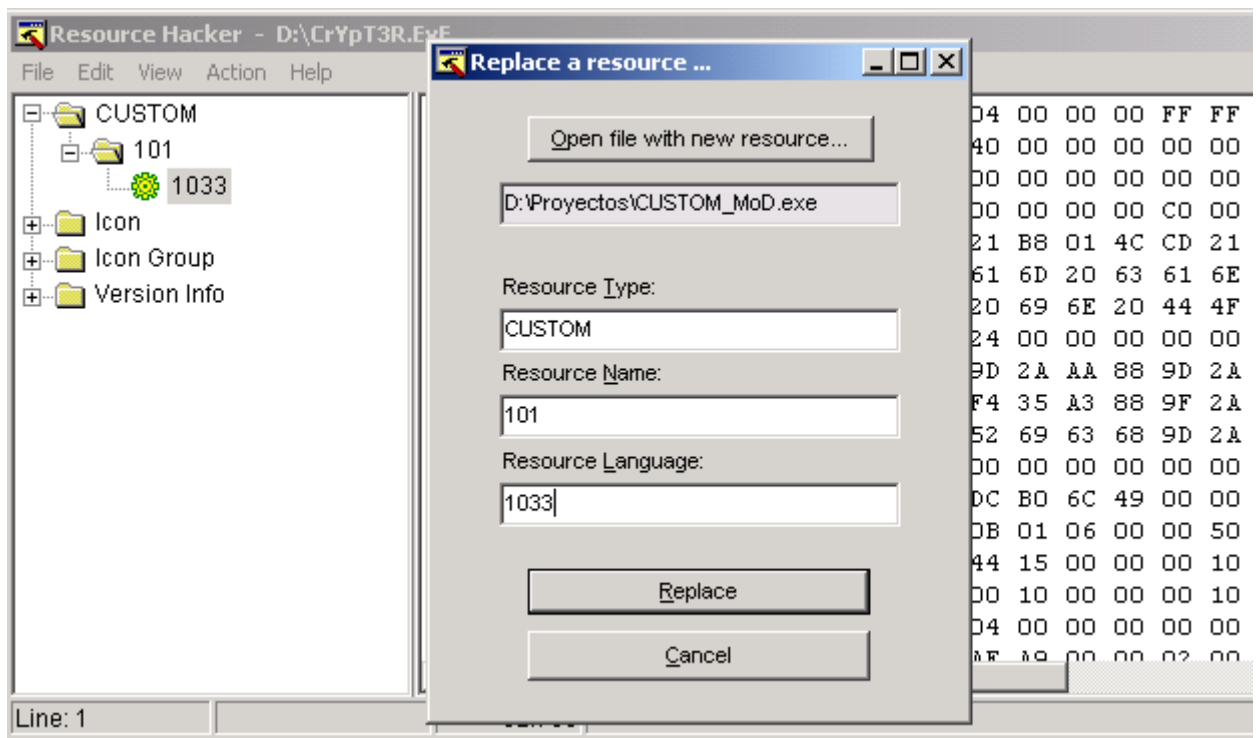 Resource Hacker - D:\CrYpT3R.ExE
File Edit View Action Help
CUSTOM
101
1033
Icon
Icon Group
Version Info
Line: 1
Replace a resource ...
Open file with new resource...
D:\Proyectos\CUSTOM_MoD.exe
Resource Type:
CUSTOM
Resource Name:
101
Resource Language:
1033
Replace
Cancel
04 00 00 00 FF FF
40 00 00 00 00 00
00 00 00 00 00 00
00 00 00 00 C0 00
21 B8 01 4C CD 21
61 6D 20 63 61 6E
20 69 6E 20 44 4F
24 00 00 00 00 00
9D 2A AA 88 9D 2A
F4 35 A3 88 9F 2A
52 69 63 68 9D 2A
00 00 00 00 00 00
DC B0 6C 49 00 00
0B 01 06 00 00 50
44 15 00 00 00 10
00 10 00 00 00 10
04 00 00 00 00 00
00 00 02 00